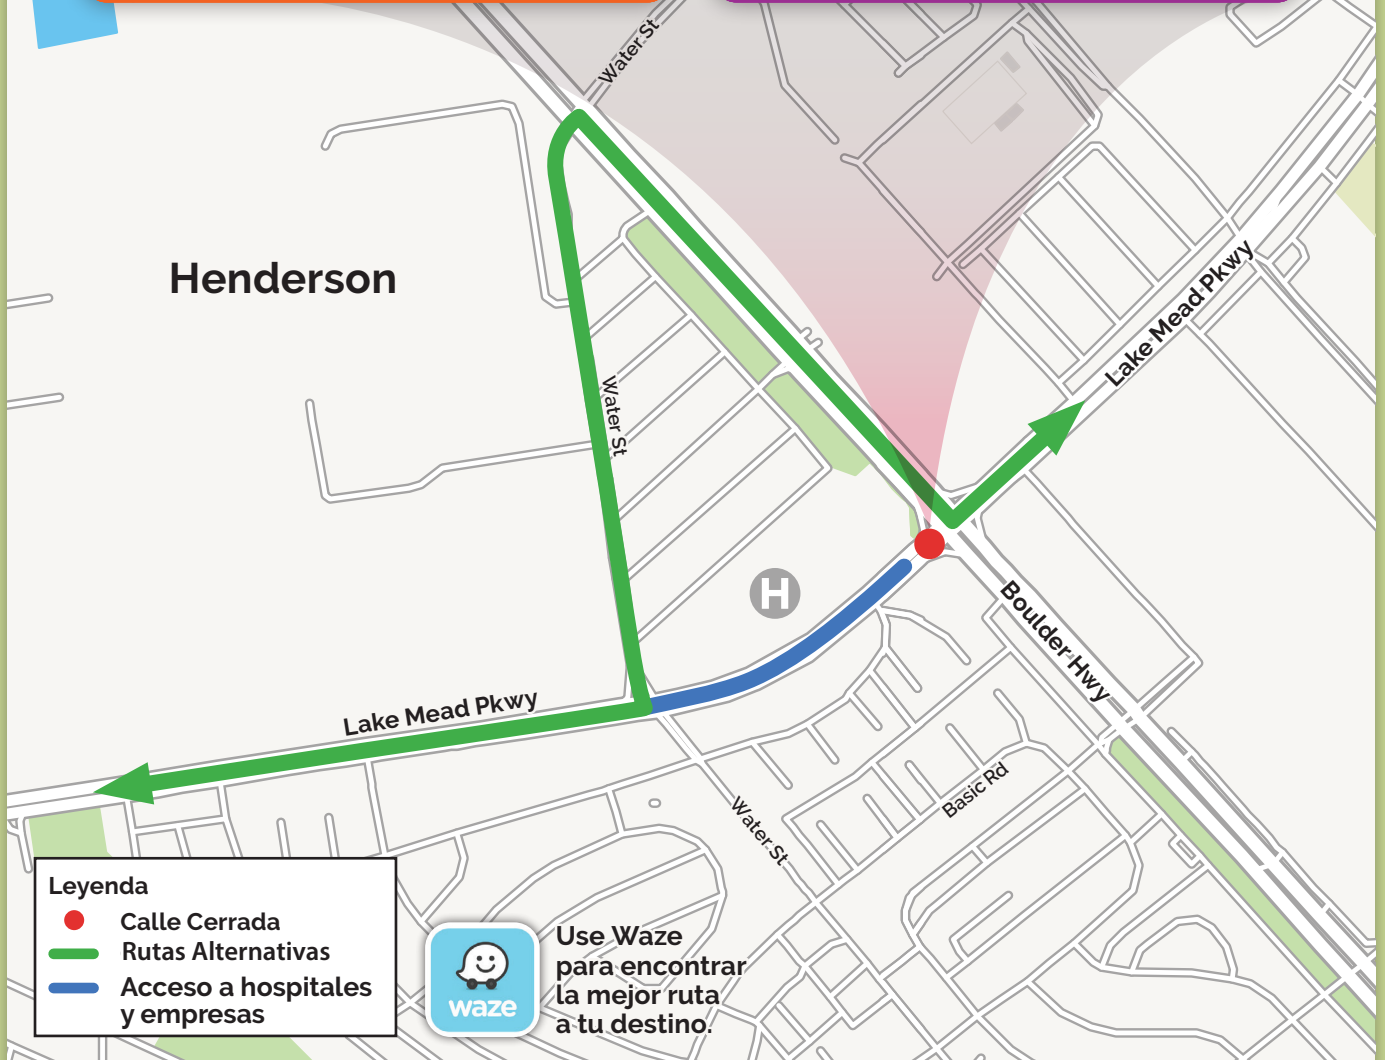 Water St
Henderson
Lake Mead Pkwy
Water St
H
Boulder Hwy
Lake Mead Pkwy
Basic Rd
Water St
Leyenda
Calle Cerrada
Rutas Alternativas
Acceso a hospitales
y empresas
waze
Use Waze
para encontrar
la mejor ruta
a tu destino.